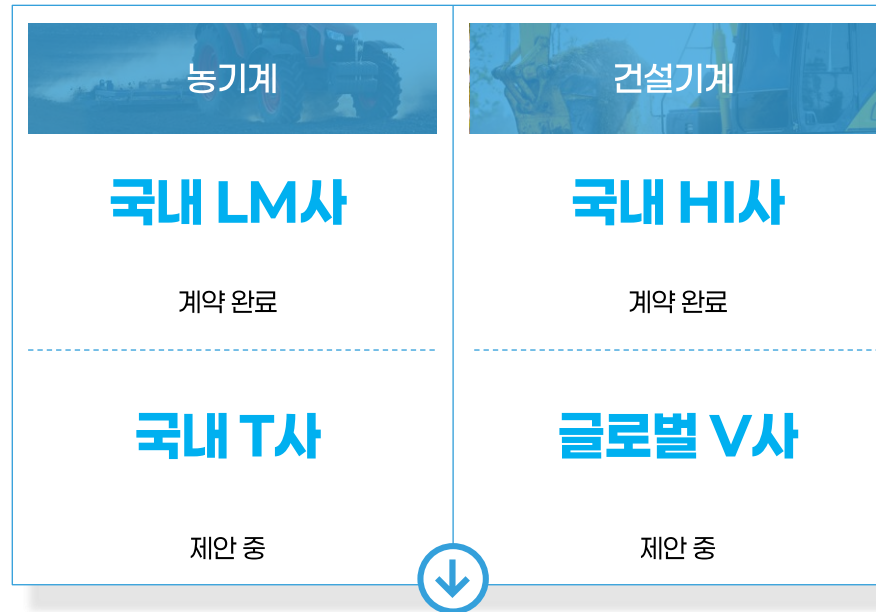 농기계
국내 LM사
계약 완료
국내 T사
제안 중
건설기계
국내 HI사
계약 완료
글로벌 V사
제안 중